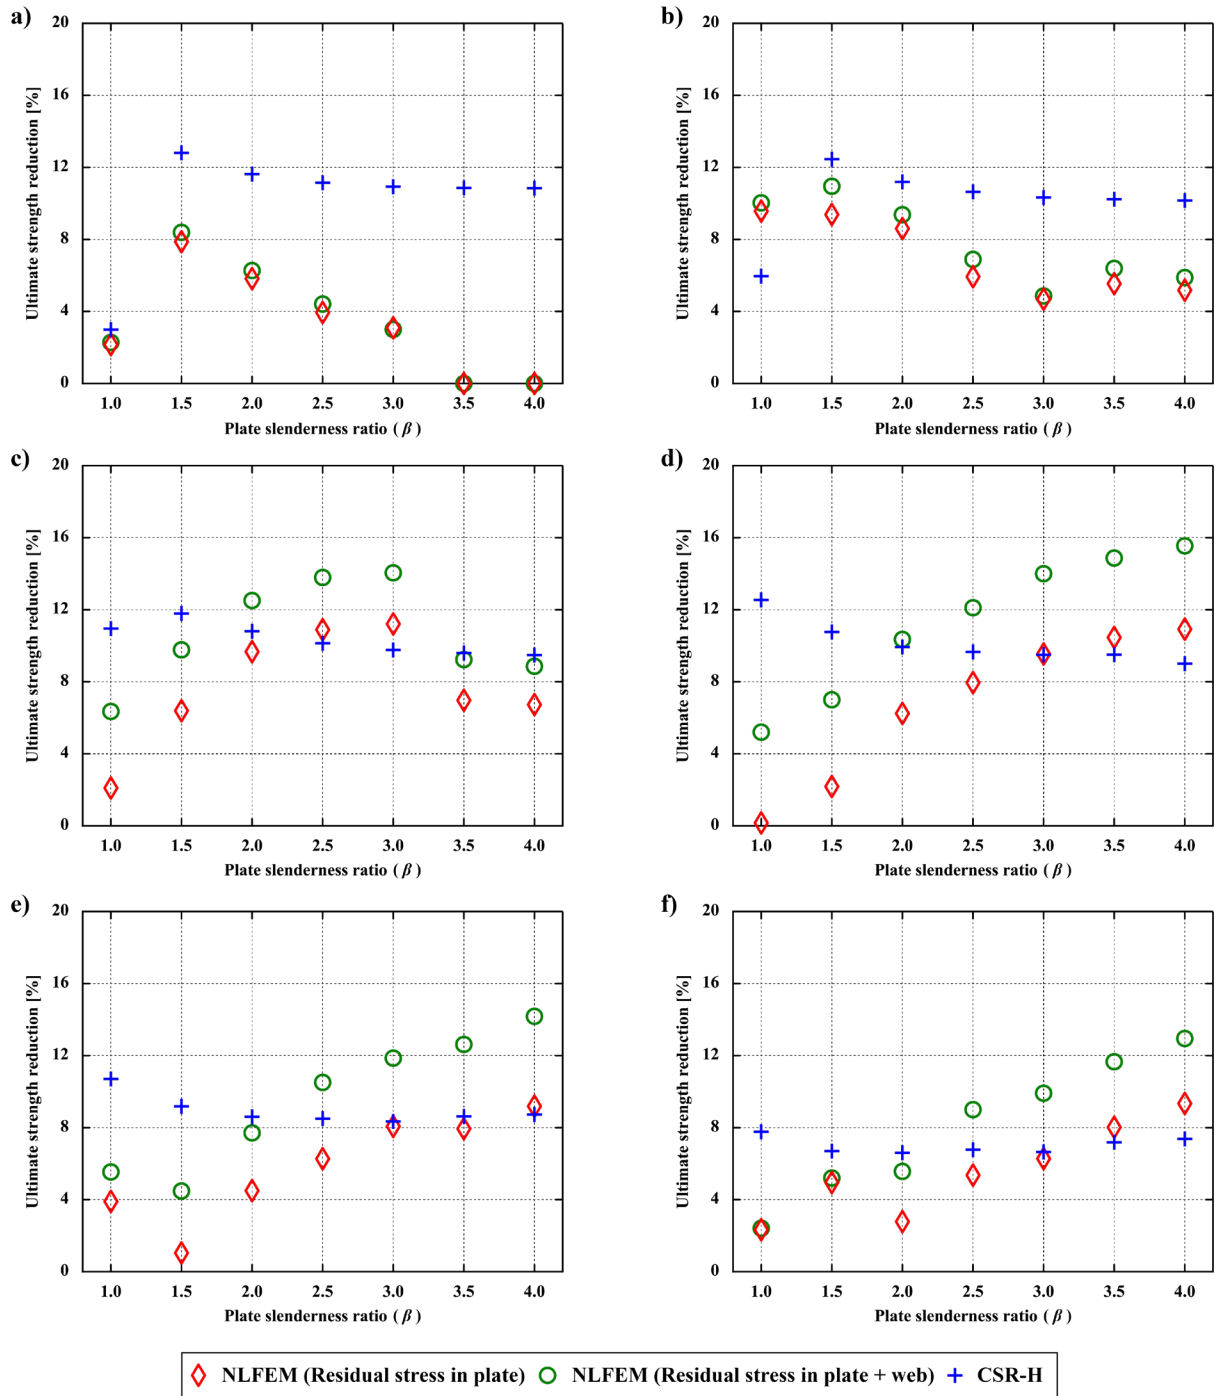 a)
20
16
12
8
4
0
Ultimate strength reduction [%]
1.0 1.5 2.0 2.5 3.0 3.5 4.0
Plate slenderness ratio ( β )
b)
20
16
12
8
4
0
Ultimate strength reduction [%]
1.0 1.5 2.0 2.5 3.0 3.5 4.0
Plate slenderness ratio ( β )
c)
20
16
12
8
4
0
Ultimate strength reduction [%]
1.0 1.5 2.0 2.5 3.0 3.5 4.0
Plate slenderness ratio ( β )
d)
20
16
12
8
4
0
Ultimate strength reduction [%]
1.0 1.5 2.0 2.5 3.0 3.5 4.0
Plate slenderness ratio ( β )
e)
20
16
12
8
4
0
Ultimate strength reduction [%]
1.0 1.5 2.0 2.5 3.0 3.5 4.0
Plate slenderness ratio ( β )
f)
20
16
12
8
4
0
Ultimate strength reduction [%]
1.0 1.5 2.0 2.5 3.0 3.5 4.0
Plate slenderness ratio ( β )
NLFEM (Residual stress in plate) NLFEM (Residual stress in plate + web) CSR-H